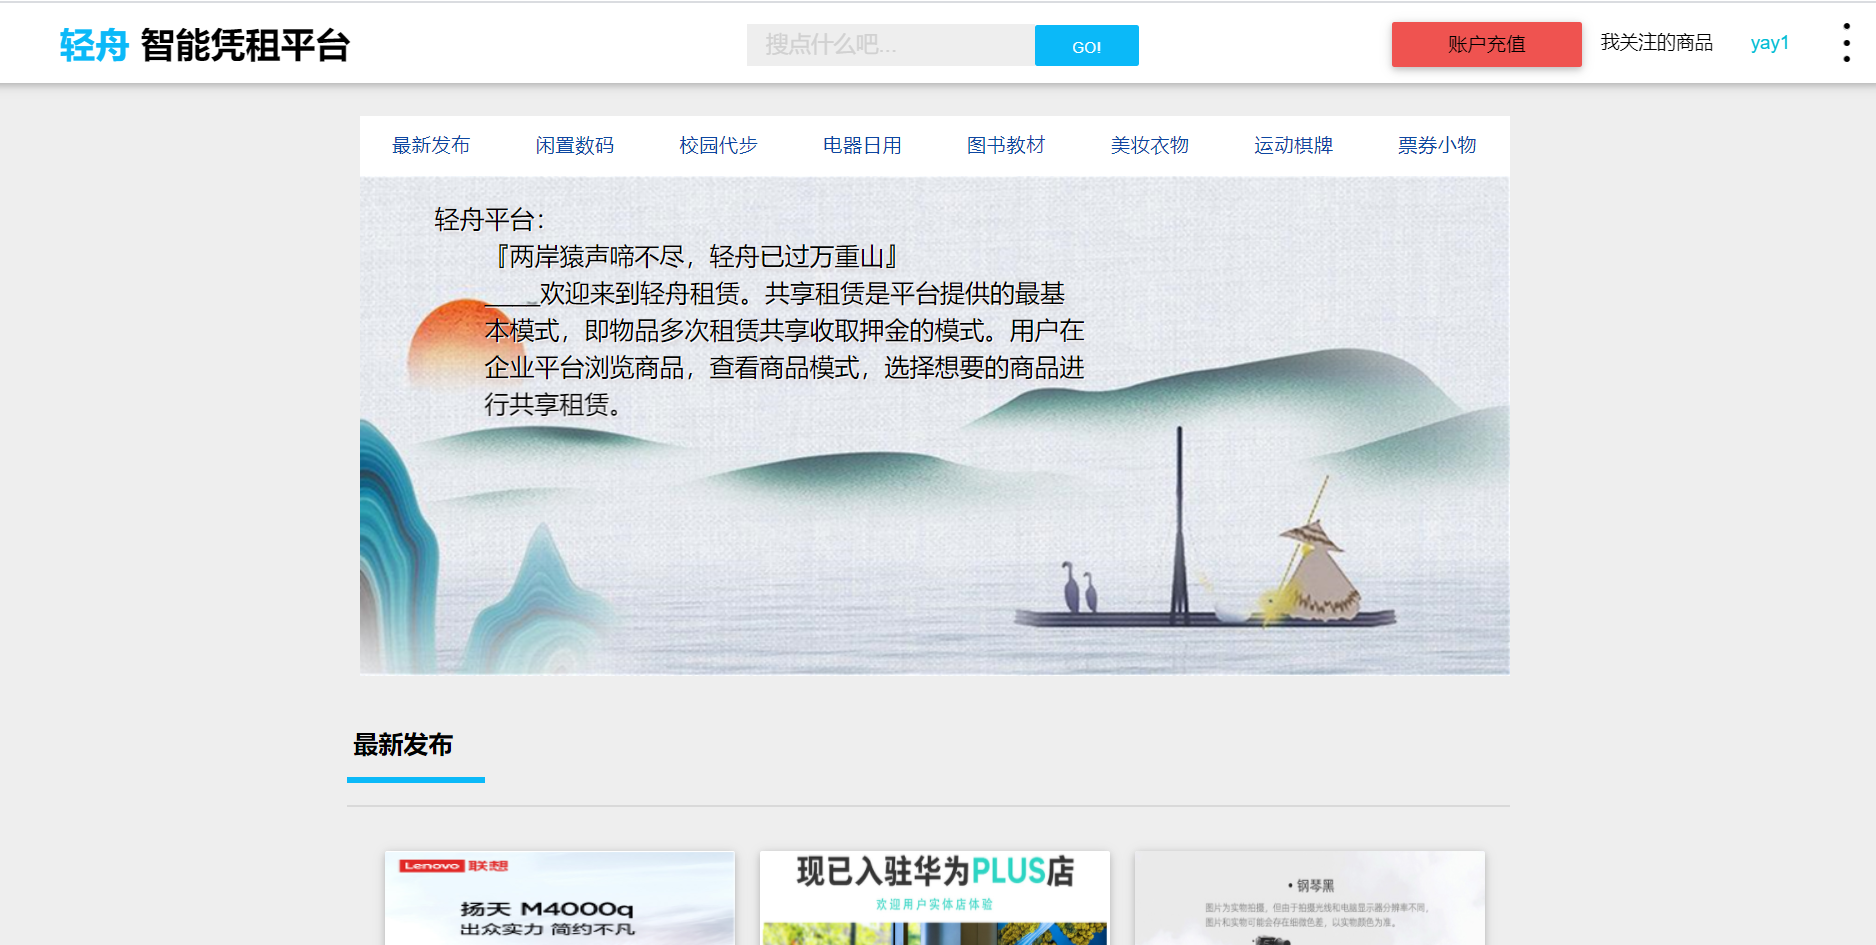 轻舟 智能凭租平台
搜点什么吧...
GO!
账户充值
我关注的商品
yay1
最新发布
闲置数码
校园代步
电器日用
图书教材
美妆衣物
运动棋牌
票券小物
轻舟平台：
『两岸猿声啼不尽，轻舟已过万重山』
____欢迎来到轻舟租赁。共享租赁是平台提供的最基
本模式，即物品多次租赁共享收取押金的模式。用户在
企业平台浏览商品，查看商品模式，选择想要的商品进
行共享租赁。
最新发布
Lenovo 联想
扬天 M4000q
出众实力 简约不凡
现已入驻华为PLUS店
欢迎用户实体店体验
• 钢琴黑
图片为实物拍摄，但由于拍摄光线和电脑显示器分辨率不同，
图片和实物可能会存在细微色差，以实物颜色为准。